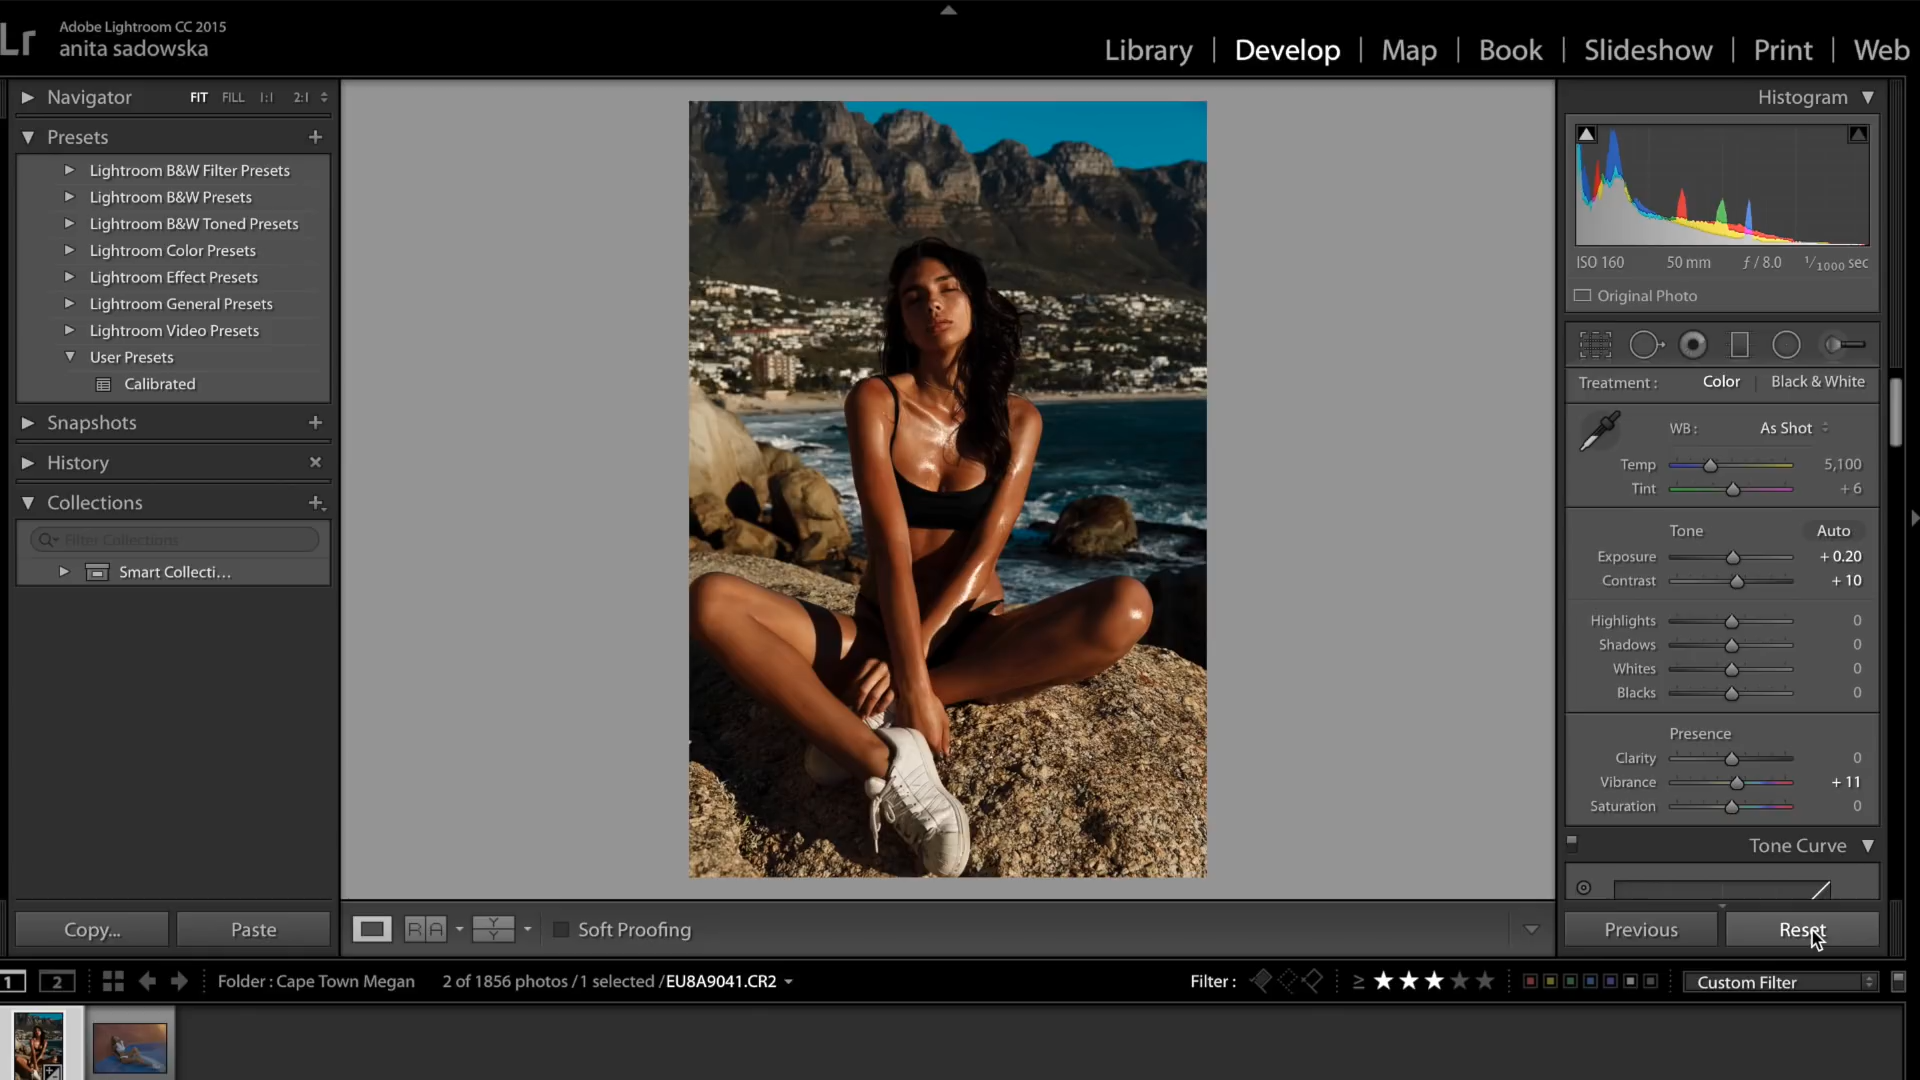 Lr
Adobe Lightroom CC 2015
anita sadowska
Library | Develop | Map | Book | Slideshow | Print | Web
Navigator FIT FILL 1:1 2:1
Presets +
Lightroom B&W Filter Presets
Lightroom B&W Presets
Lightroom B&W Toned Presets
Lightroom Color Presets
Lightroom Effect Presets
Lightroom General Presets
Lightroom Video Presets
User Presets
Calibrated
Snapshots +
History ×
Collections +
Filter Collections
Smart Collecti...
Copy... Paste
R A Y Y Soft Proofing
Histogram
ISO 160 50 mm ƒ / 8.0 1/1000 sec
Original Photo
Treatment : Color | Black & White
WB : As Shot
Temp 5,100
Tint + 6
Tone Auto
Exposure + 0.20
Contrast + 10
Highlights 0
Shadows 0
Whites 0
Blacks 0
Presence
Clarity 0
Vibrance + 11
Saturation 0
Tone Curve
Previous Reset
1 2 Folder : Cape Town Megan 2 of 1856 photos / 1 selected / EU8A9041.CR2 Filter : ≥ ★★★★★ Custom Filter